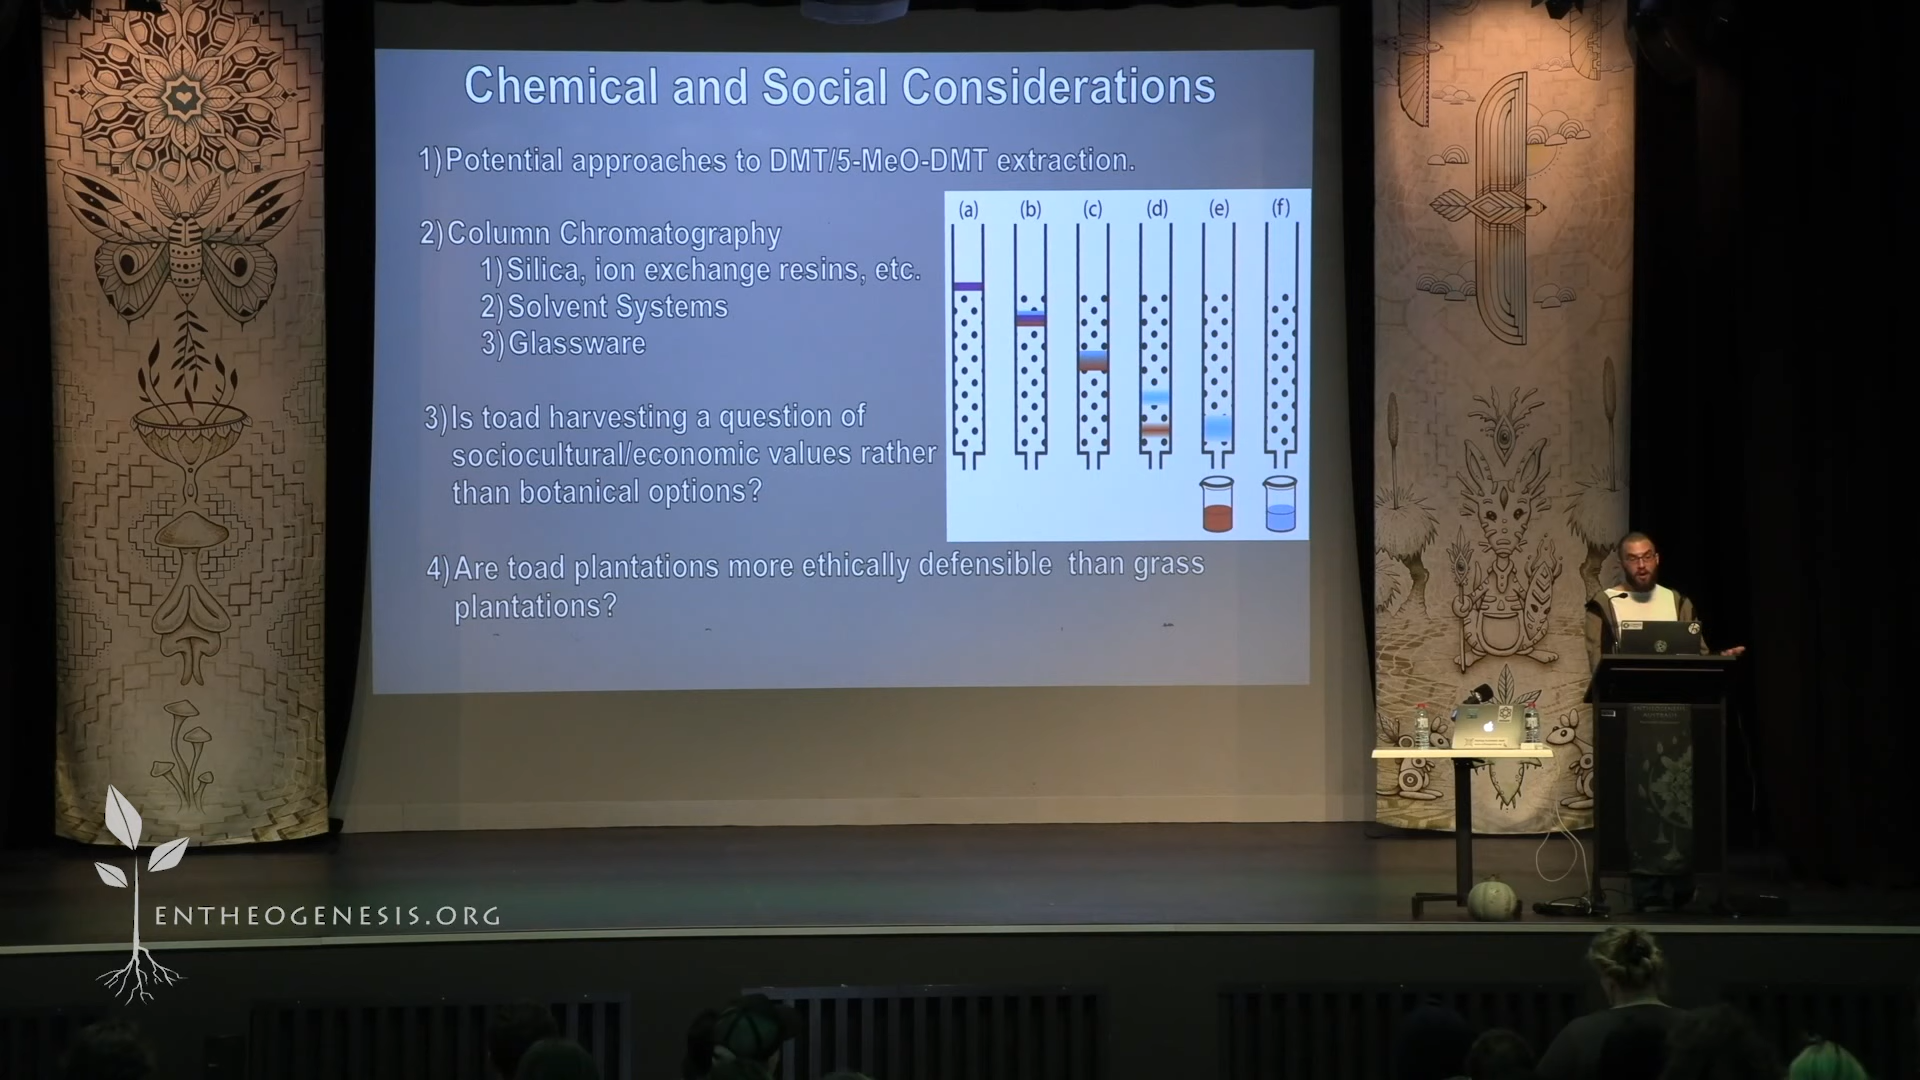 Chemical and Social Considerations
1)Potential approaches to DMT/5-MeO-DMT extraction.
2)Column Chromatography
1)Silica, ion exchange resins, etc.
2)Solvent Systems
3)Glassware
(a) (b) (c) (d) (e) (f)
3)Is toad harvesting a question of
sociocultural/economic values rather
than botanical options?
4)Are toad plantations more ethically defensible than grass
plantations?
ENTHEOGENESIS
AUSTRALIS
ENTHEOGENESIS.ORG